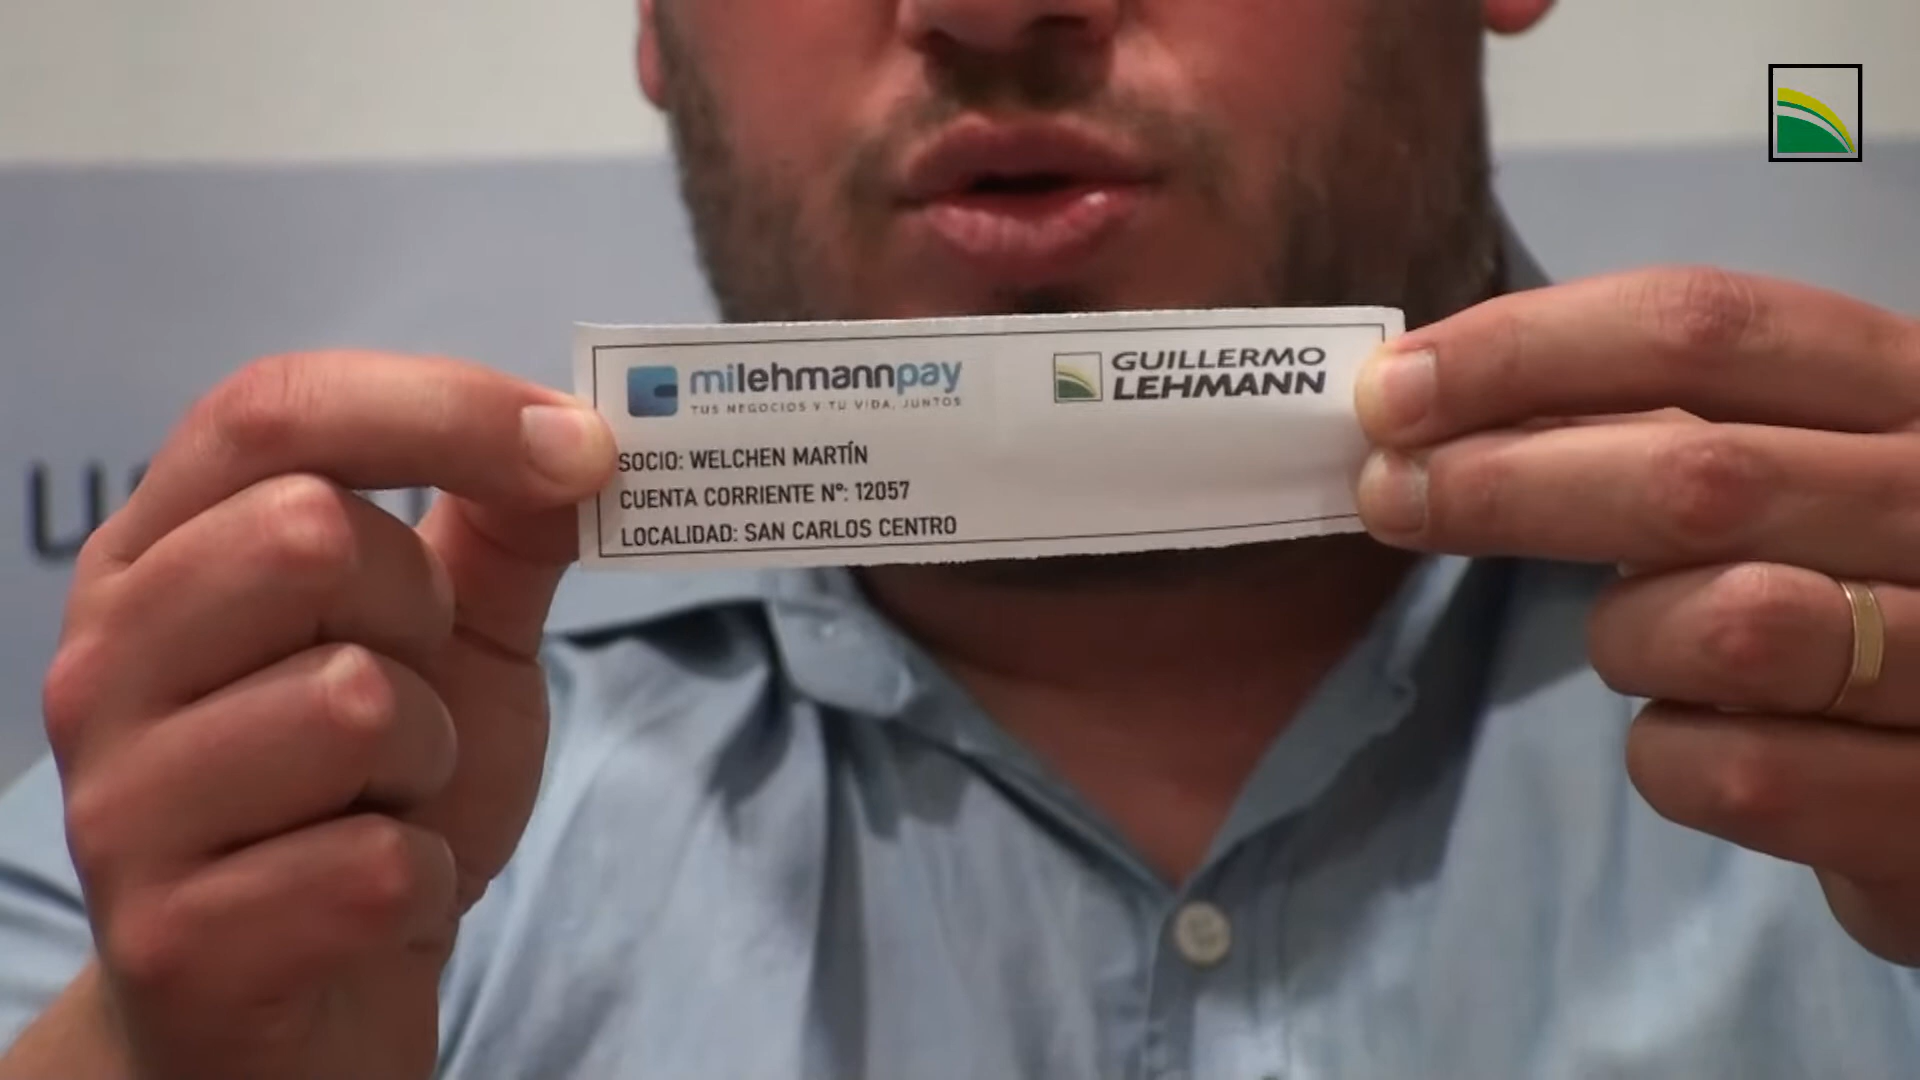 milehmannpay
TUS NEGOCIOS Y TU VIDA, JUNTOS
GUILLERMO
LEHMANN
SOCIO: WELCHEN MARTÍN
CUENTA CORRIENTE Nº: 12057
LOCALIDAD: SAN CARLOS CENTRO